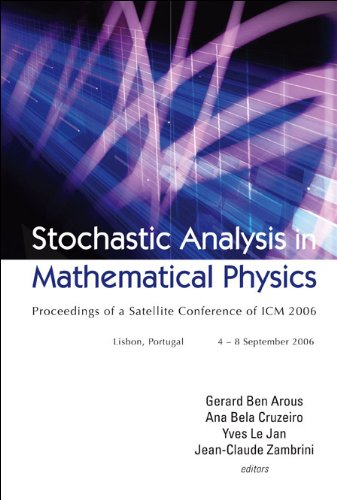 Stochastic Analysis in
Mathematical Physics
Proceedings of a Satellite Conference of ICM 2006
Lisbon, Portugal 4 – 8 September 2006
Gerard Ben Arous
Ana Bela Cruzeiro
Yves Le Jan
Jean-Claude Zambrini
editors